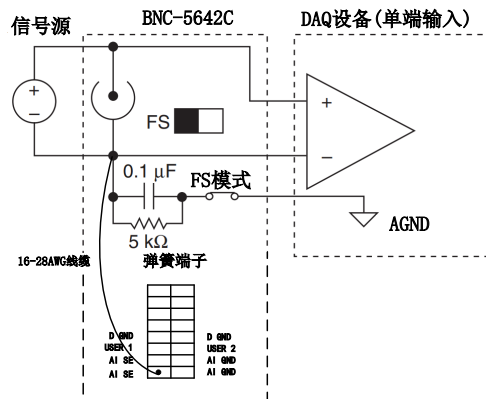 信号源
BNC-5642C
DAQ设备(单端输入)
+
−
FS
+
−
0.1 µF
FS模式
5 kΩ
AGND
16-28AWG线缆
弹簧端子
D GND
D GND
USER 1
USER 2
AI SE
AI GND
AI SE
AI GND